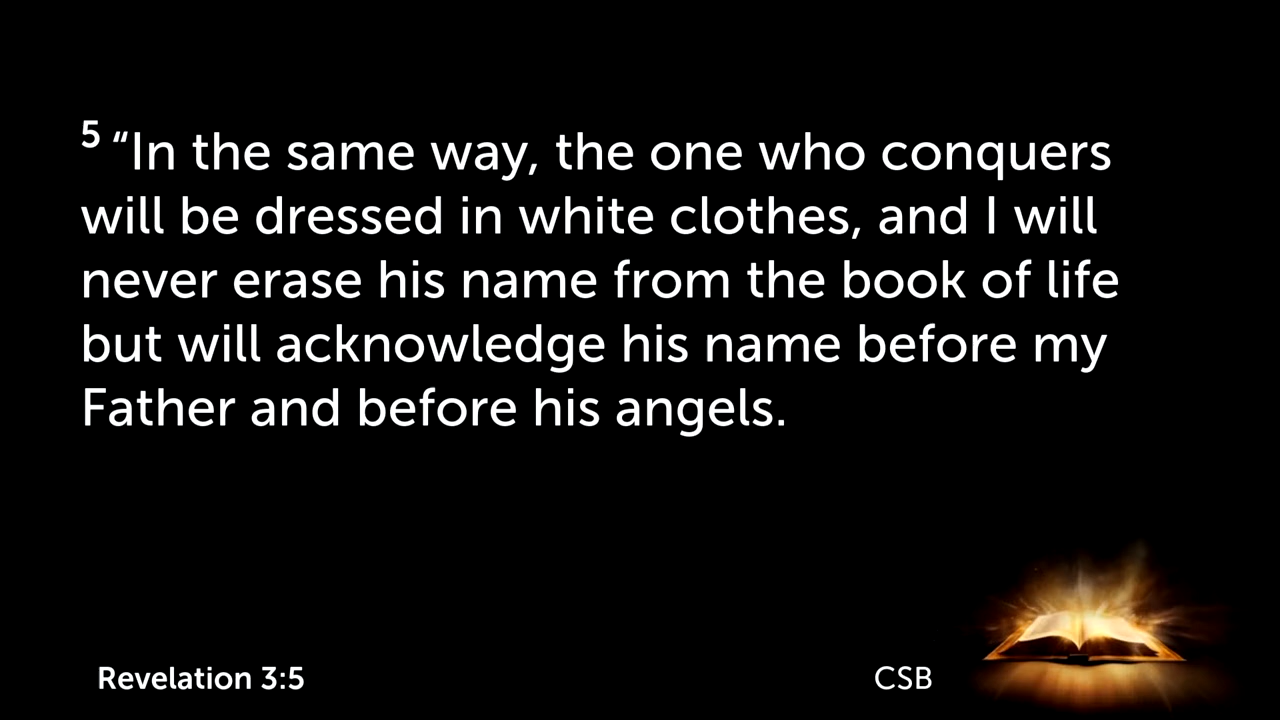 5 “In the same way, the one who conquers
will be dressed in white clothes, and I will
never erase his name from the book of life
but will acknowledge his name before my
Father and before his angels.
Revelation 3:5
CSB